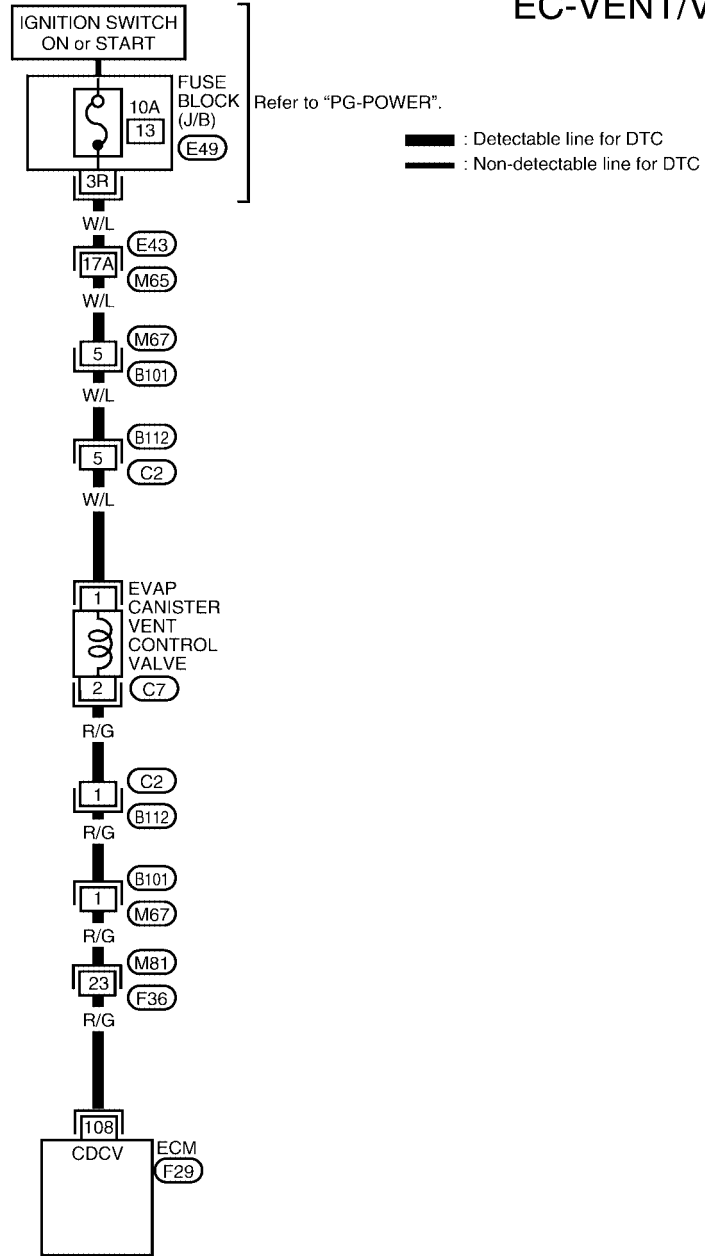 EC-VENT/V
IGNITION SWITCH
ON or START
FUSE
BLOCK
(J/B)
10A
13
E49
Refer to "PG-POWER".
: Detectable line for DTC
: Non-detectable line for DTC
3R
W/L
E43
17A
M65
W/L
M67
5
B101
W/L
B112
5
C2
W/L
1
EVAP
CANISTER
VENT
CONTROL
VALVE
2
C7
R/G
C2
1
B112
R/G
B101
1
M67
R/G
M81
23
F36
R/G
108
CDCV
ECM
F29